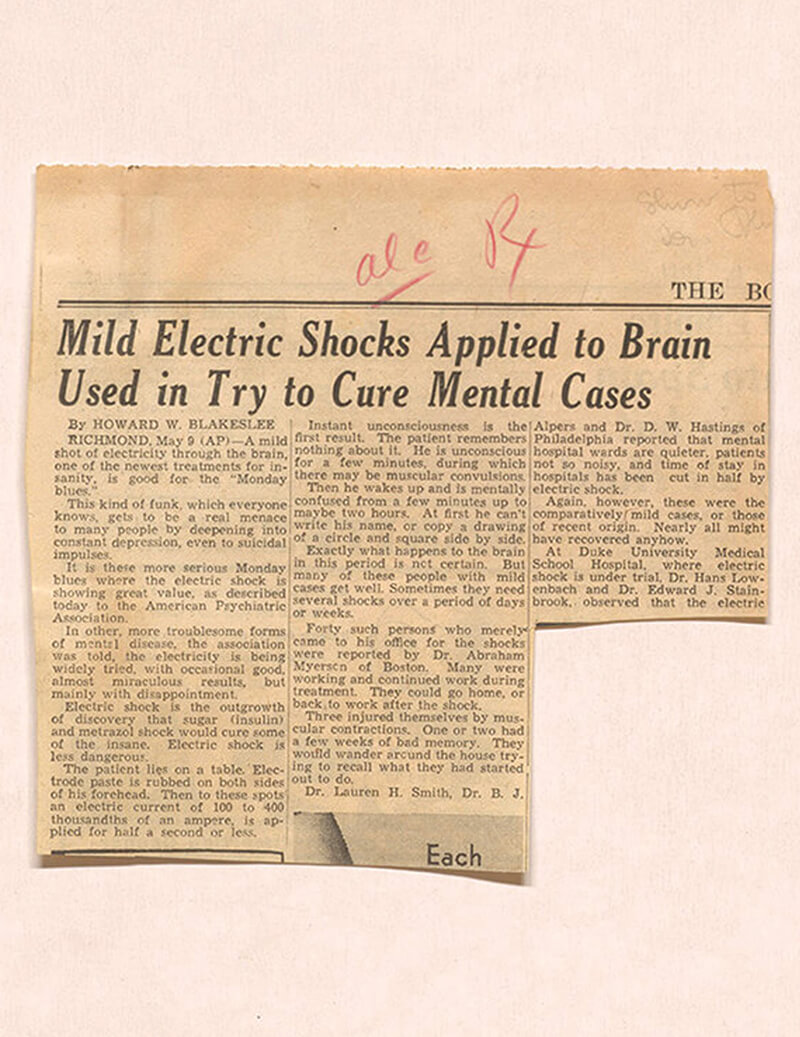 show to
alc Rx
THE BO
Mild Electric Shocks Applied to Brain
Used in Try to Cure Mental Cases
By HOWARD W. BLAKESLEE
RICHMOND, May 9 (AP)—A mild
shot of electricity through the brain,
one of the newest treatments for in-
sanity, is good for the "Monday
blues."
This kind of funk, which everyone
knows, gets to be a real menace
to many people by deepening into
constant depression, even to suicidal
impulses.
It is these more serious Monday
blues where the electric shock is
showing great value, as described
today to the American Psychiatric
Association.
In other, more troublesome forms
of mental disease, the association
was told, the electricity is being
widely tried, with occasional good,
almost miraculous results, but
mainly with disappointment.
Electric shock is the outgrowth
of discovery that sugar (insulin)
and metrazol shock would cure some
of the insane. Electric shock is
less dangerous.
The patient lies on a table. Elec-
trode paste is rubbed on both sides
of his forehead. Then to these spots
an electric current of 100 to 400
thousandths of an ampere, is ap-
plied for half a second or less.
Instant unconsciousness is the
first result. The patient remembers
nothing about it. He is unconscious
for a few minutes, during which
there may be muscular convulsions.
Then he wakes up and is mentally
confused from a few minutes up to
maybe two hours. At first he can't
write his name, or copy a drawing
of a circle and square side by side.
Exactly what happens to the brain
in this period is not certain. But
many of these people with mild
cases get well. Sometimes they need
several shocks over a period of days
or weeks.
Forty such persons who merely
came to his office for the shocks
were reported by Dr. Abraham
Myerson of Boston. Many were
working and continued work during
treatment. They could go home, or
back to work after the shock.
Three injured themselves by mus-
cular contractions. One or two had
a few weeks of bad memory. They
would wander around the house try-
ing to recall what they had started
out to do.
Dr. Lauren H. Smith, Dr. B. J.
Alpers and Dr. D. W. Hastings of
Philadelphia reported that mental
hospital wards are quieter, patients
not so noisy, and time of stay in
hospitals has been cut in half by
electric shock.
Again, however, these were the
comparatively mild cases, or those
of recent origin. Nearly all might
have recovered anyhow.
At Duke University Medical
School Hospital, where electric
shock is under trial, Dr. Hans Low-
enbach and Dr. Edward J. Stain-
brook, observed that the electric
Each